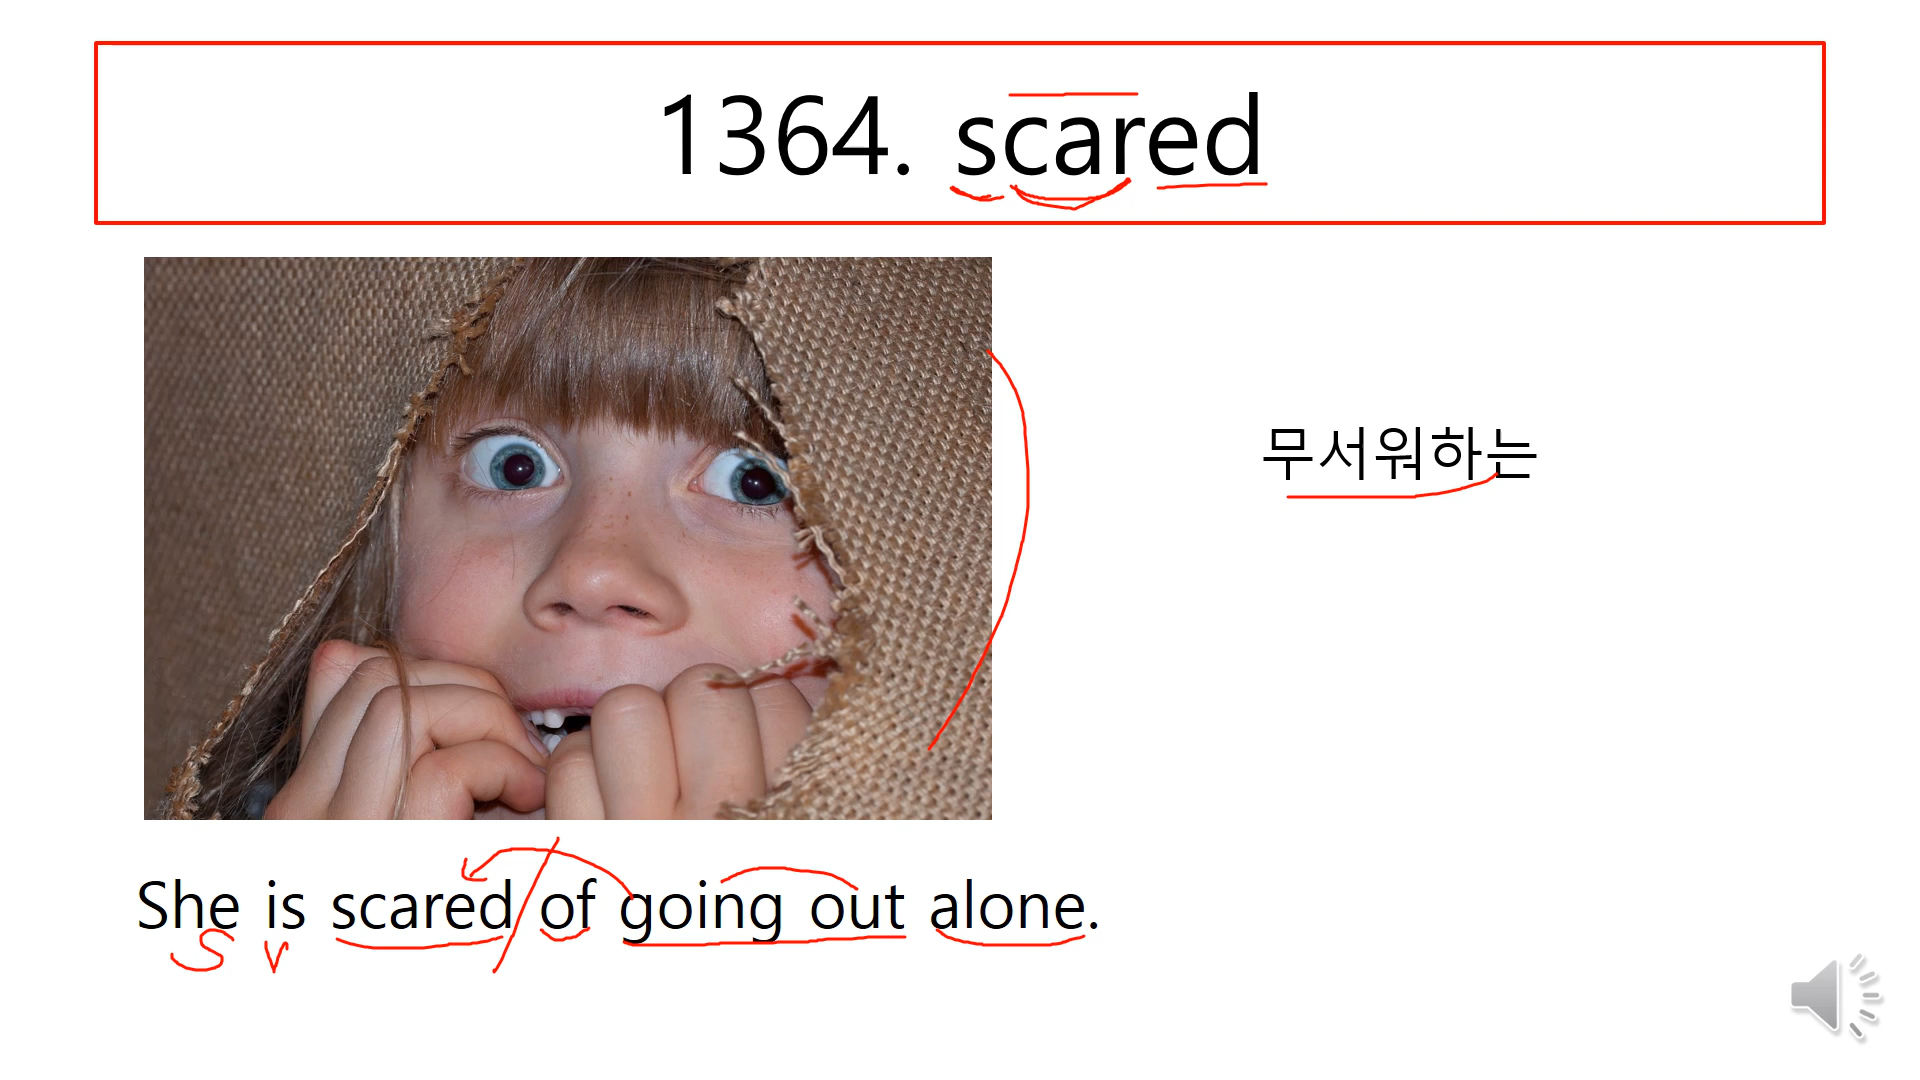 1364. scared
무서워하는
She is scared of going out alone.
S V